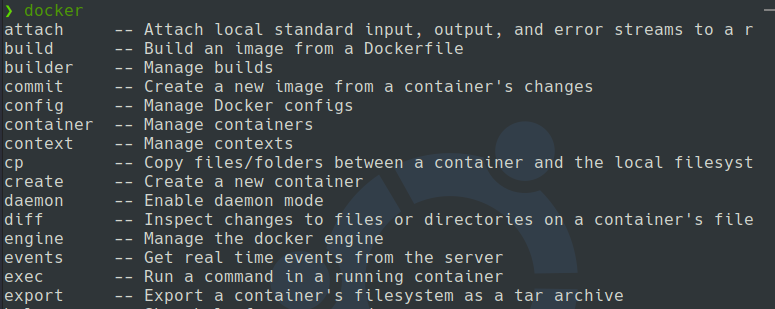 ❯ docker
attach     -- Attach local standard input, output, and error streams to a r
build      -- Build an image from a Dockerfile
builder    -- Manage builds
commit     -- Create a new image from a container's changes
config     -- Manage Docker configs
container  -- Manage containers
context    -- Manage contexts
cp         -- Copy files/folders between a container and the local filesyst
create     -- Create a new container
daemon     -- Enable daemon mode
diff       -- Inspect changes to files or directories on a container's file
engine     -- Manage the docker engine
events     -- Get real time events from the server
exec       -- Run a command in a running container
export     -- Export a container's filesystem as a tar archive